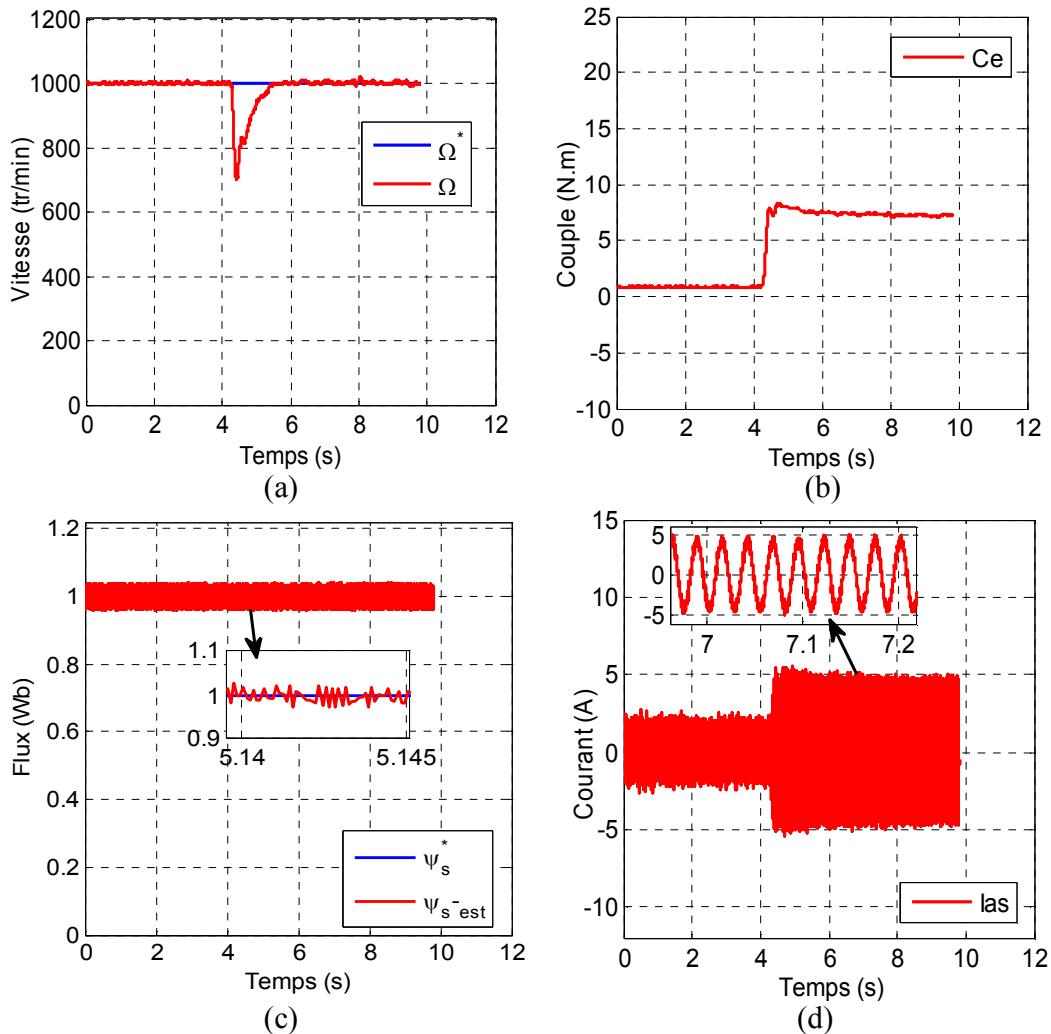 1200
1000
800
600
400
200
0
Vitesse (tr/min)
Ω*
Ω
0 2 4 6 8 10 12
Temps (s)
(a)
25
20
15
10
5
0
-5
-10
Couple (N.m)
Ce
0 2 4 6 8 10 12
Temps (s)
(b)
1.2
1
0.8
0.6
0.4
0.2
0
Flux (Wb)
1.1
1
0.9
5.14 5.145
ψs*
ψs-est
0 2 4 6 8 10 12
Temps (s)
(c)
15
10
5
0
-5
-10
Courant (A)
5
0
-5
7 7.1 7.2
Ias
0 2 4 6 8 10 12
Temps (s)
(d)